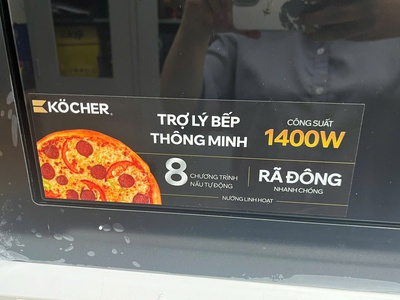 KÖCHER
TRỢ LÝ BẾP
THÔNG MINH
CÔNG SUẤT
1400W
8
CHƯƠNG TRÌNH
NẤU TỰ ĐỘNG
RÃ ĐÔNG
NHANH CHÓNG
NƯỚNG LINH HOẠT